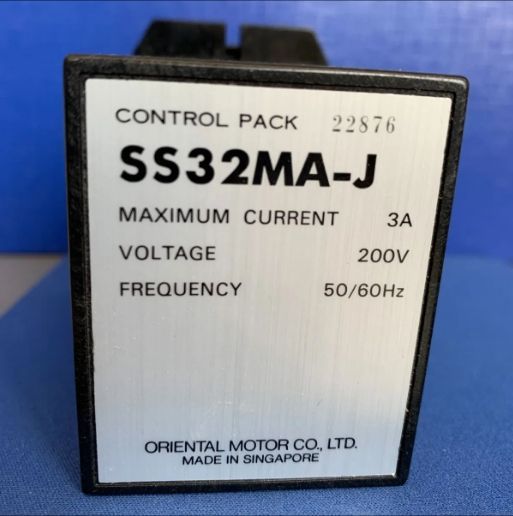 CONTROL PACK 22876
SS32MA-J
MAXIMUM CURRENT 3A
VOLTAGE 200V
FREQUENCY 50/60Hz
ORIENTAL MOTOR CO., LTD.
MADE IN SINGAPORE